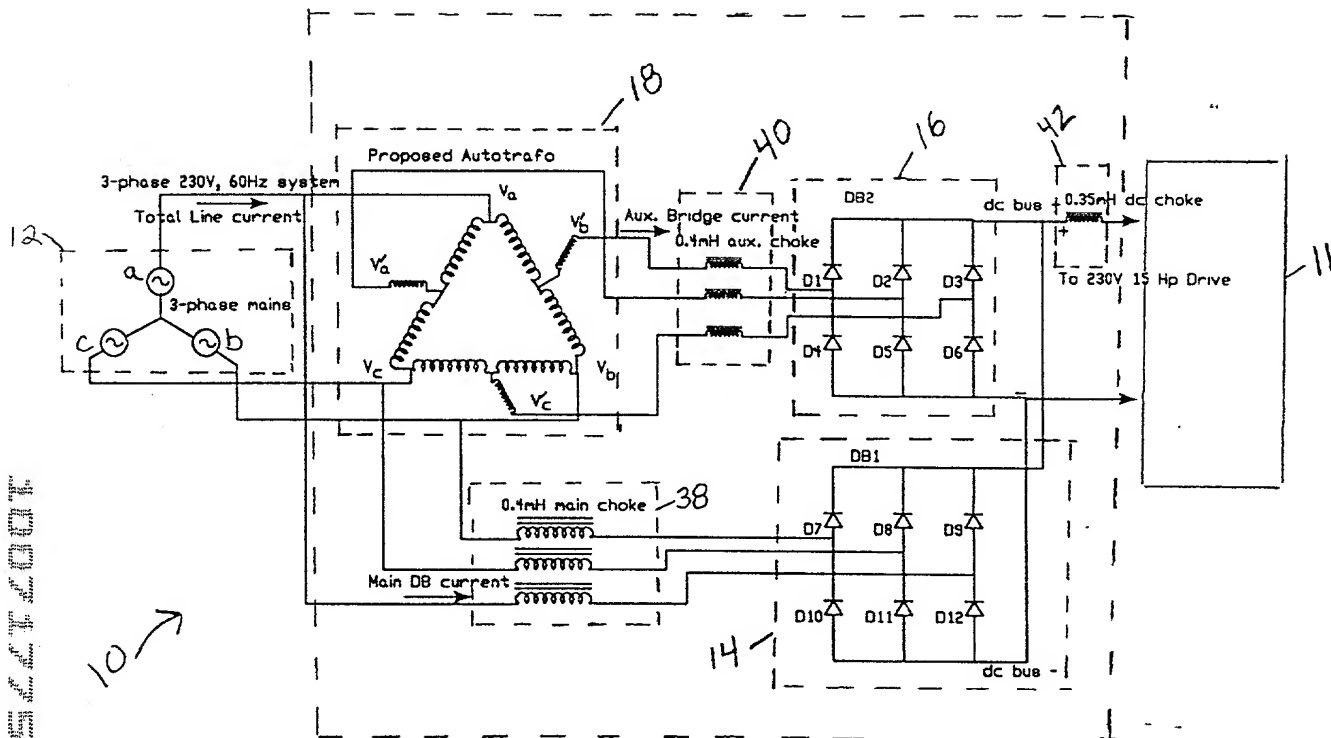 18
Proposed Autotrafo
3-phase 230V, 60Hz system
Total Line current
12
a
3-phase mains
c
b
Va
V'a
V'b
Vc
Vb
V'c
Aux. Bridge current
40
0.4mH aux. choke
16
DB2
D1
D2
D3
D4
D5
D6
dc bus +
42
0.35mH dc choke
+
To 230V 15 Hp Drive
11
-
DB1
D7
D8
D9
D10
D11
D12
dc bus -
14
0.4mH main choke
38
Main DB current
10